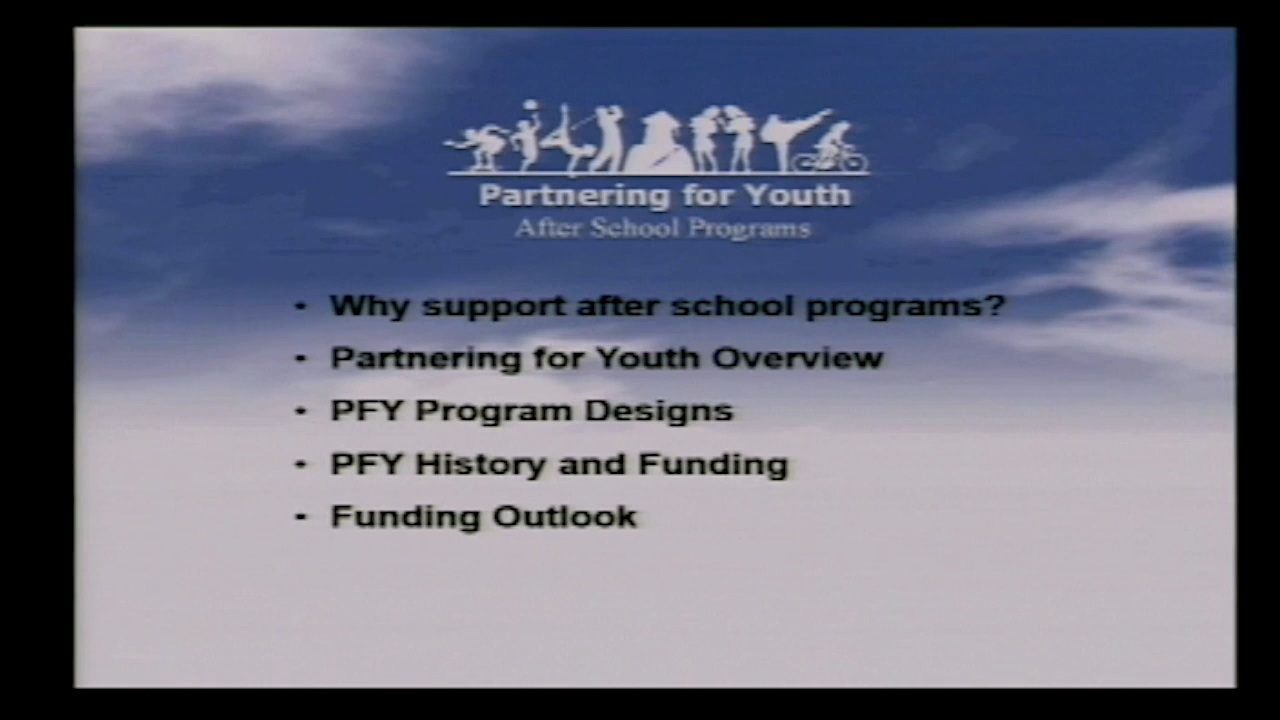 Partnering for Youth
After School Programs
• Why support after school programs?
• Partnering for Youth Overview
• PFY Program Designs
• PFY History and Funding
• Funding Outlook